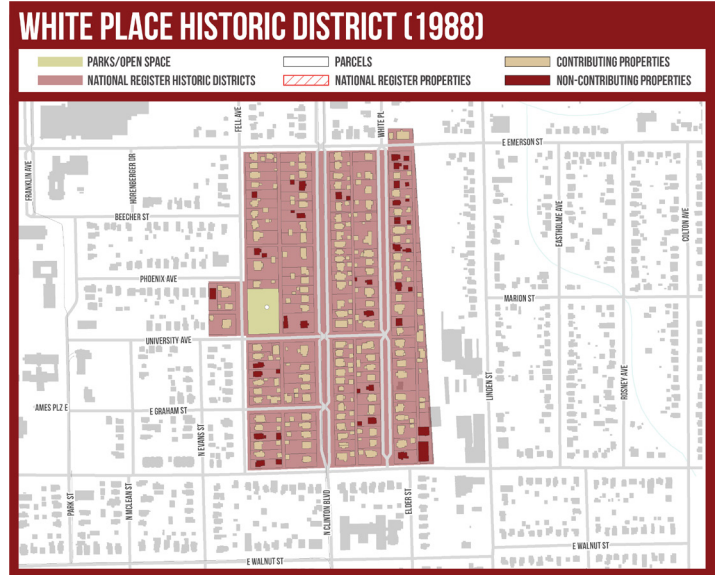 WHITE PLACE HISTORIC DISTRICT (1988)
PARKS/OPEN SPACE
PARCELS
CONTRIBUTING PROPERTIES
NATIONAL REGISTER HISTORIC DISTRICTS
NATIONAL REGISTER PROPERTIES
NON-CONTRIBUTING PROPERTIES
FELL AVE
WHITE PL
E EMERSON ST
FRANKLIN AVE
HORENBERGER DR
BEECHER ST
EASTHOLME AVE
COLTON AVE
PHOENIX AVE
MARION ST
UNIVERSITY AVE
LINDEN ST
ROSNEY AVE
AMES PLZ E
E GRAHAM ST
N EVANS ST
PARK ST
N MCLEAN ST
N CLINTON BLVD
ELDER ST
E WALNUT ST
E WALNUT ST